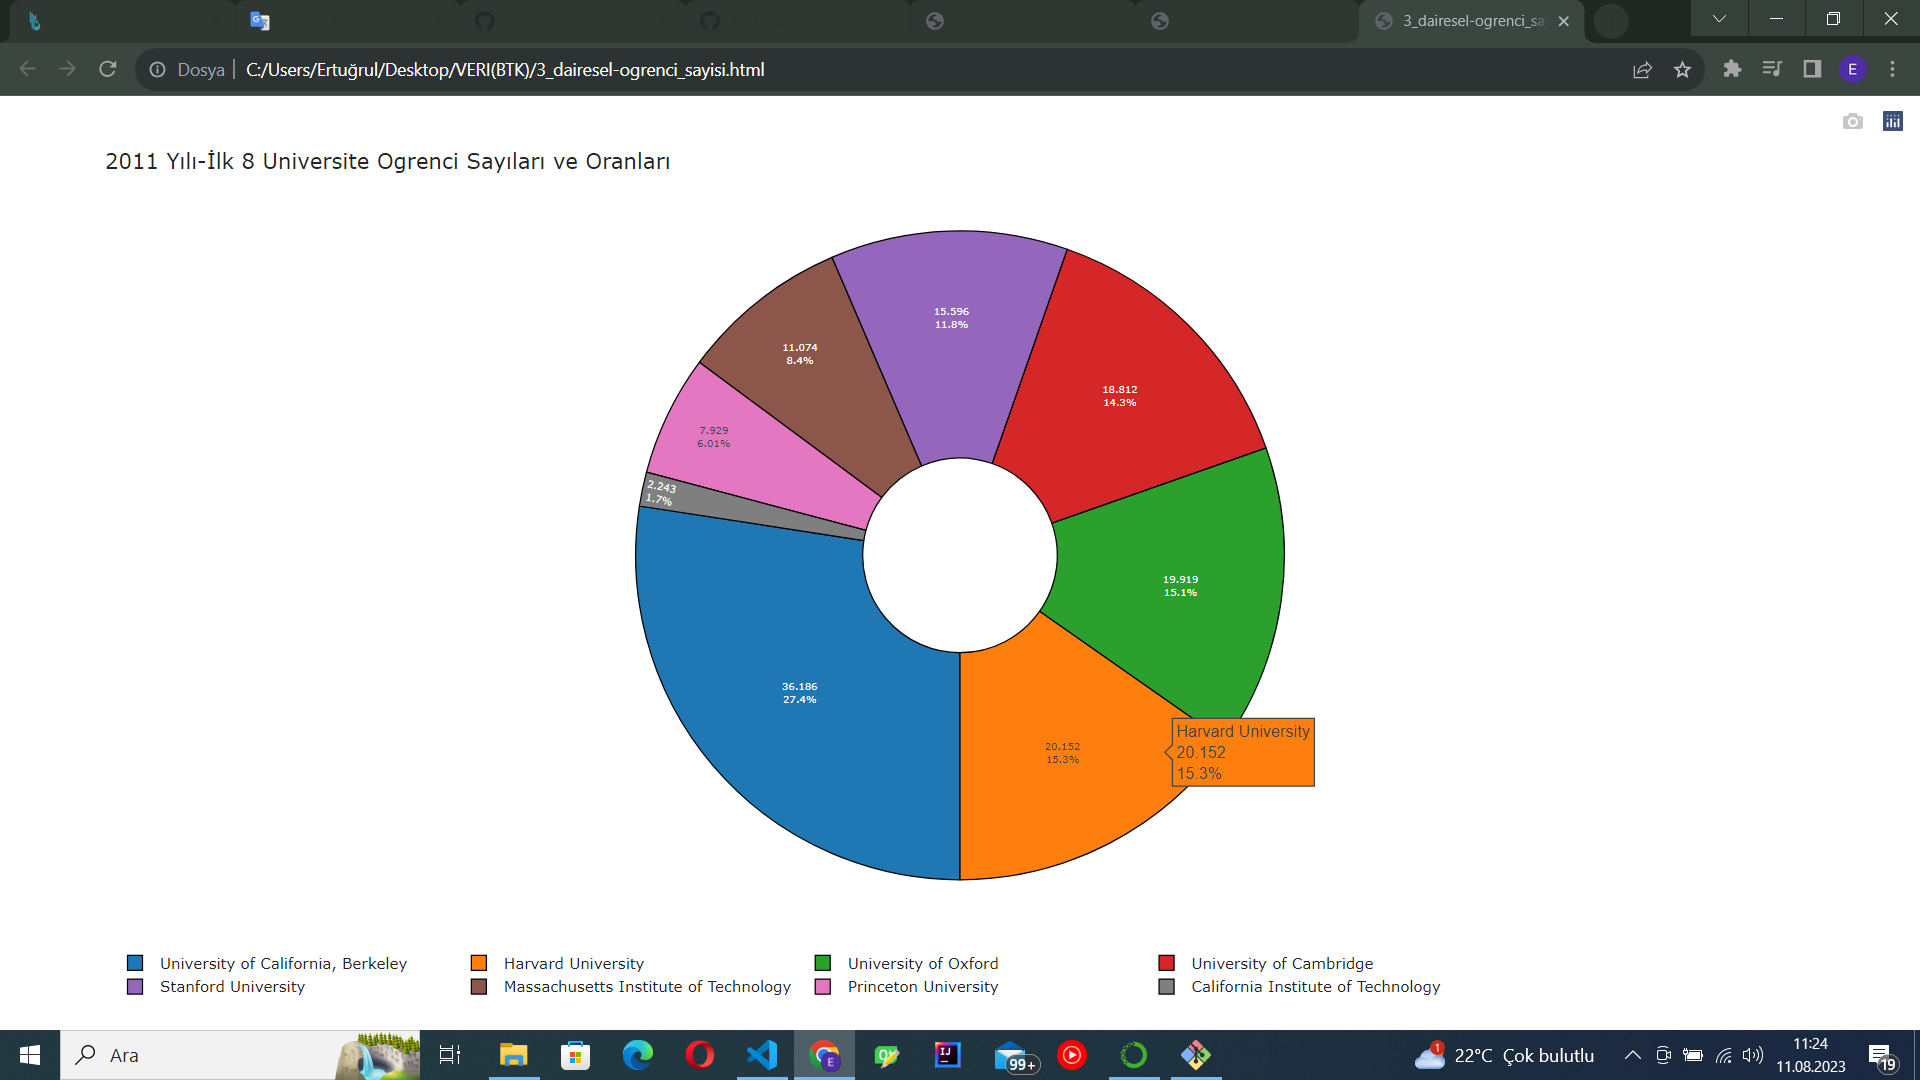 3_dairesel-ogrenci_sa
Dosya
C:/Users/Ertuğrul/Desktop/VERI(BTK)/3_dairesel-ogrenci_sayisi.html
E
2011 Yılı-İlk 8 Universite Ogrenci Sayıları ve Oranları
15.596
11.8%
11.074
8.4%
18.812
14.3%
7.929
6.01%
2.243
1.7%
19.919
15.1%
36.186
27.4%
20.152
15.3%
Harvard University
20.152
15.3%
University of California, Berkeley
Harvard University
University of Oxford
University of Cambridge
Stanford University
Massachusetts Institute of Technology
Princeton University
California Institute of Technology
Ara
E
QT
IJ
99+
1
22°C Çok bulutlu
11:24
11.08.2023
19